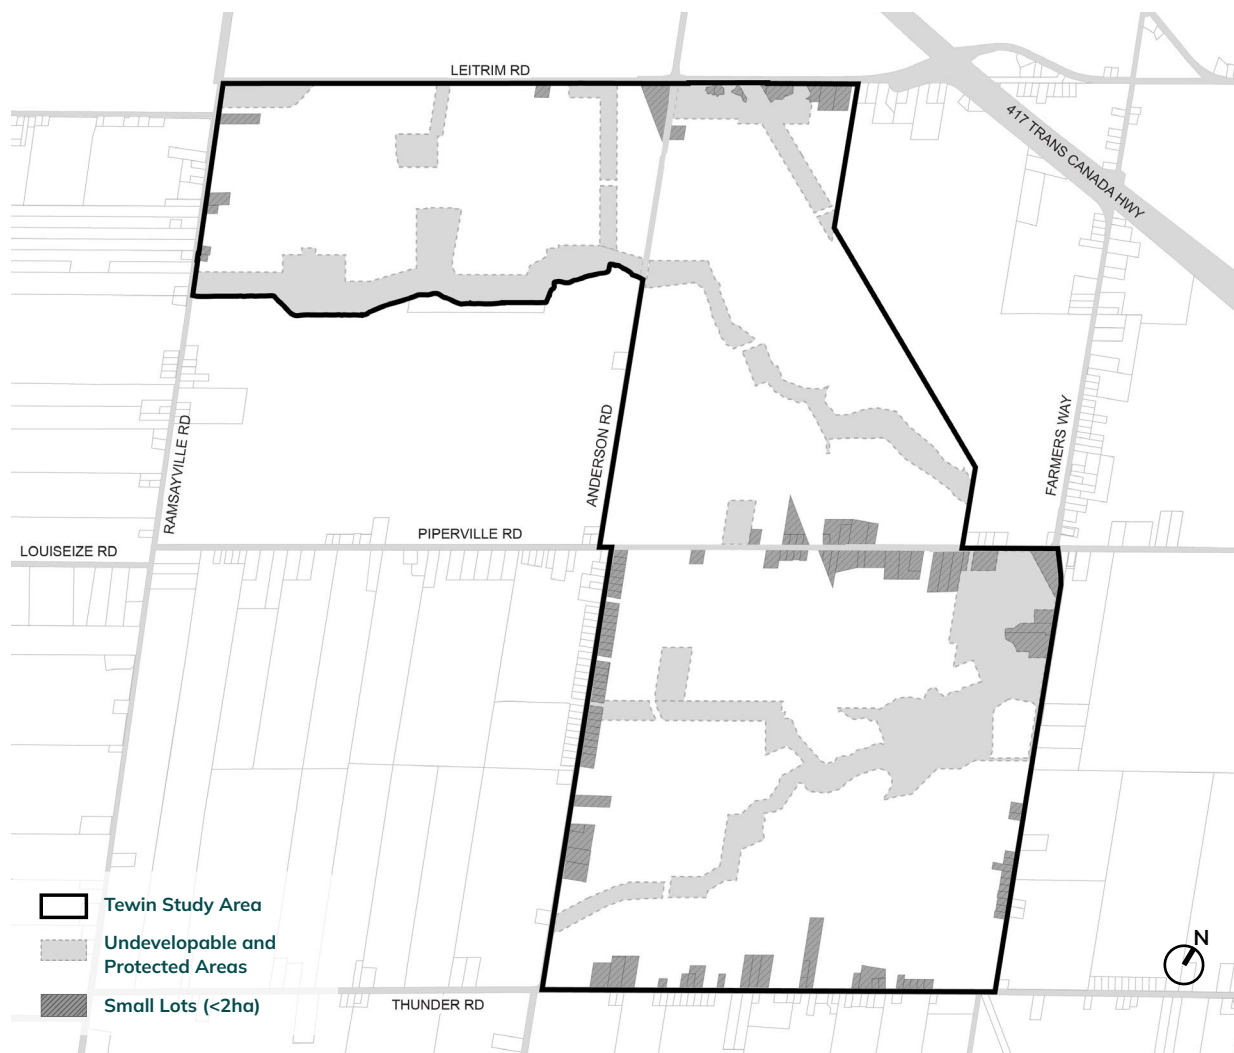 LEITRIM RD
417 TRANS CANADA HWY
RAMSAYVILLE RD
ANDERSON RD
FARMERS WAY
PIPERVILLE RD
LOUISEIZE RD
Tewin Study Area
Undevelopable and
Protected Areas
Small Lots (<2ha)
THUNDER RD
N